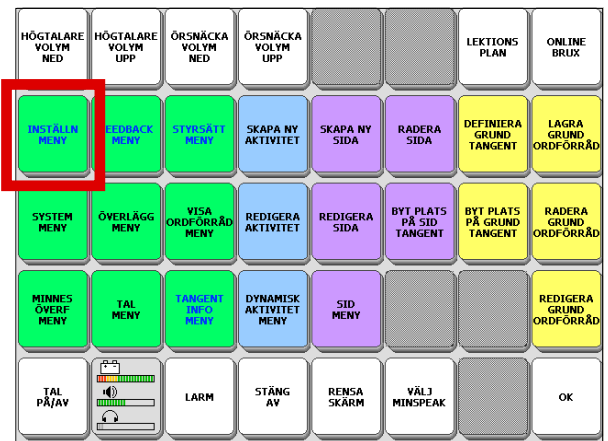 HÖGTALARE
VOLYM
NED
HÖGTALARE
VOLYM
UPP
ÖRSNÄCKA
VOLYM
NED
ÖRSNÄCKA
VOLYM
UPP
LEKTIONS
PLAN
ONLINE
BRUX
INSTÄLLN
MENY
EEDBACK
MENY
STYRSÄTT
MENY
SKAPA NY
AKTIVITET
SKAPA NY
SIDA
RADERA
SIDA
DEFINIERA
GRUND
TANGENT
LAGRA
GRUND
ORDFÖRRÅD
SYSTEM
MENY
ÖVERLÄGG
MENY
VISA
ORDFÖRRÅD
MENY
REDIGERA
AKTIVITET
REDIGERA
SIDA
BYT PLATS
PÅ SID
TANGENT
BYT PLATS
PÅ GRUND
TANGENT
RADERA
GRUND
ORDFÖRRÅD
MINNES
ÖVERF
MENY
TAL
MENY
TANGENT
INFO
MENY
DYNAMISK
AKTIVITET
MENY
SID
MENY
REDIGERA
GRUND
ORDFÖRRÅD
TAL
PÅ/AV
LARM
STÄNG
AV
RENSA
SKÄRM
VÄLJ
MINSPEAK
OK